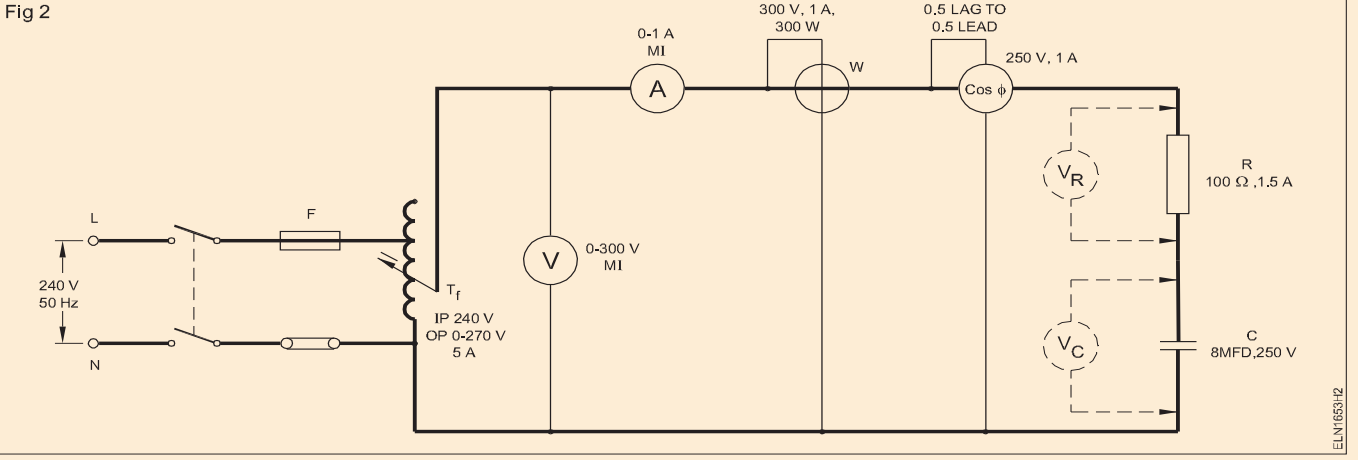 Fig 2
300 V, 1 A,
300 W
0.5 LAG TO
0.5 LEAD
0-1 A
MI
A
W
250 V, 1 A
Cos ϕ
V_R
R
100 Ω ,1.5 A
L
F
240 V
50 Hz
N
T_f
IP 240 V
OP 0-270 V
5 A
V
0-300 V
MI
V_C
C
8MFD,250 V
ELN1653H2